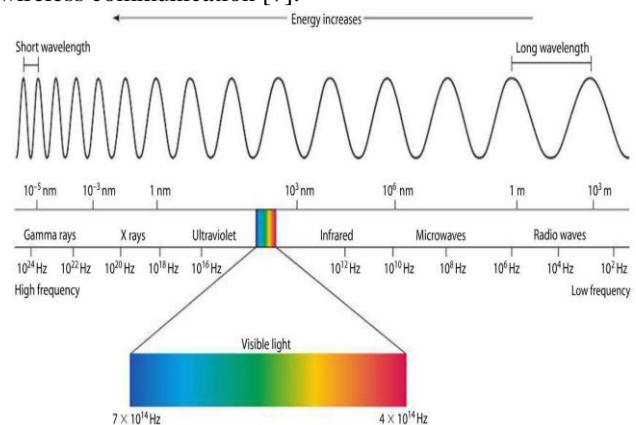 wireless communication [7].
Energy increases
Short wavelength
Long wavelength
10⁻⁵ nm 10⁻³ nm 1 nm 10³ nm 10⁶ nm 1 m 10³ m
Gamma rays X rays Ultraviolet Infrared Microwaves Radio waves
10²⁴ Hz 10²² Hz 10²⁰ Hz 10¹⁸ Hz 10¹⁶ Hz 10¹² Hz 10¹⁰ Hz 10⁸ Hz 10⁶ Hz 10⁴ Hz 10² Hz
High frequency Low frequency
Visible light
7 × 10¹⁴ Hz 4 × 10¹⁴ Hz